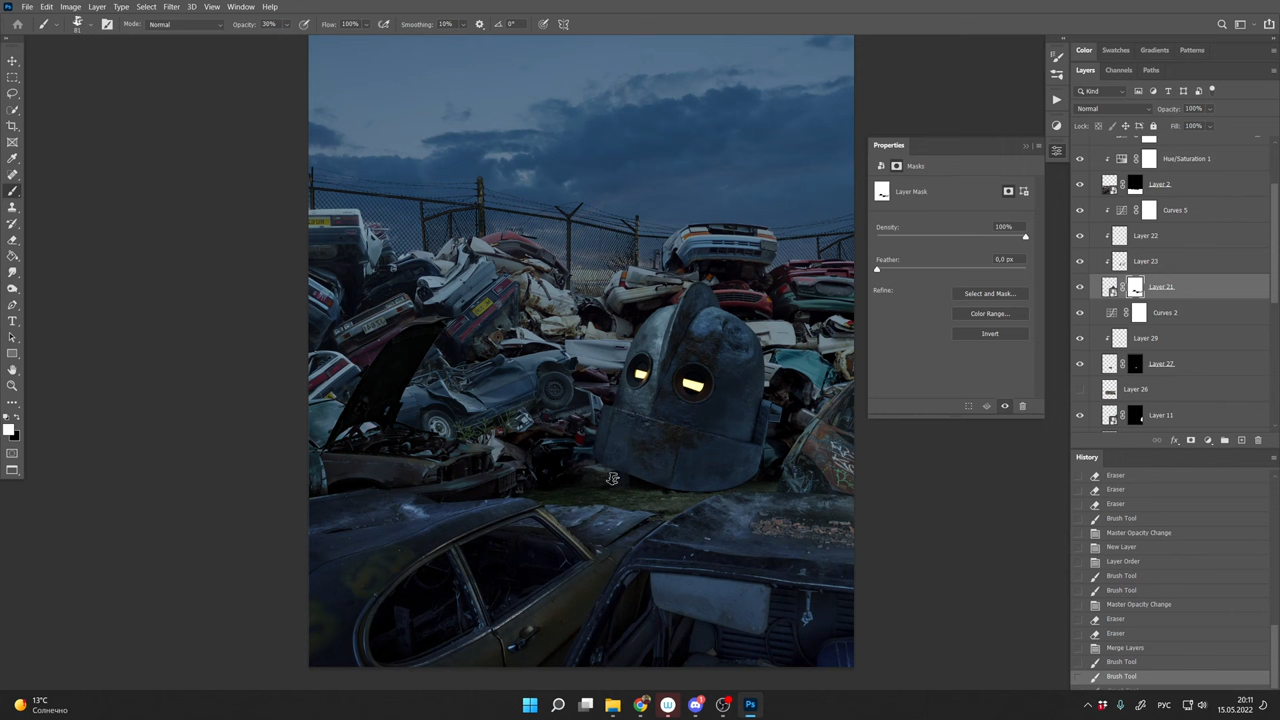 File Edit Image Layer Type Select Filter 3D View Window Help
81 Mode: Normal Opacity: 30% Flow: 100% Smoothing: 10% 0°
Color Swatches Gradients Patterns
Layers Channels Paths
Kind
Normal Opacity: 100%
Lock: Fill: 100%
Hue/Saturation 1
Layer 2
Curves 5
Layer 22
Layer 23
Layer 21
Curves 2
Layer 29
Layer 27
Layer 26
Layer 11
Properties
Masks
Layer Mask
Density: 100%
Feather: 0,0 px
Refine: Select and Mask...
Color Range...
Invert
History
Eraser
Eraser
Eraser
Brush Tool
Master Opacity Change
New Layer
Layer Order
Brush Tool
Brush Tool
Master Opacity Change
Eraser
Eraser
Merge Layers
Brush Tool
Brush Tool
13°C
Солнечно
1
Ps
РУС
20:11
15.05.2022